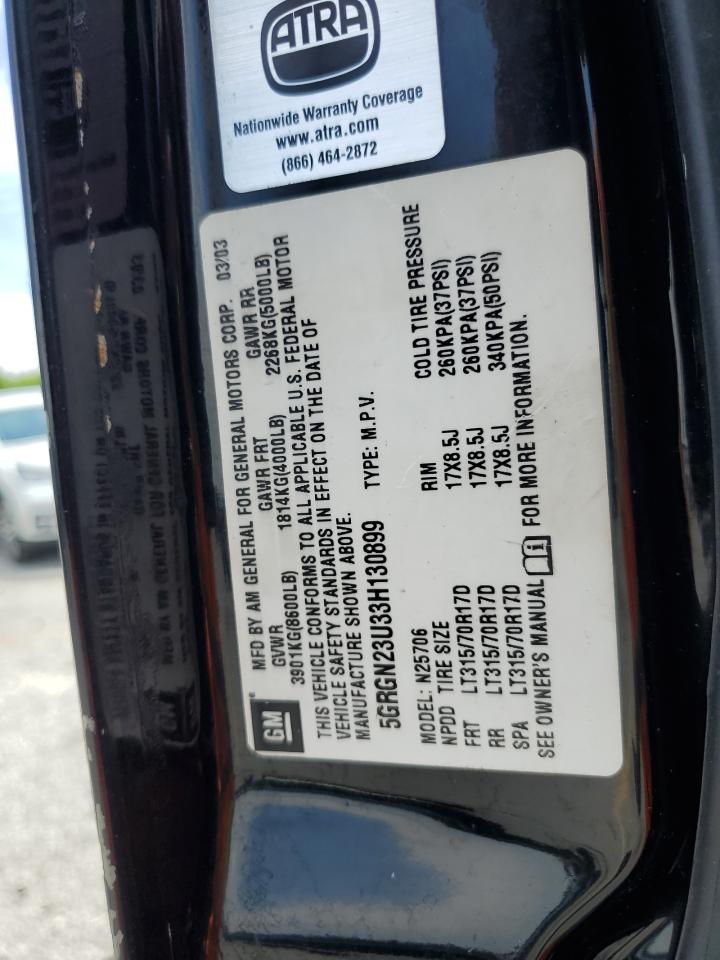 ATRA
Nationwide Warranty Coverage
www.atra.com
(866) 464-2872
GM
MFD BY AM GENERAL FOR GENERAL MOTORS CORP. 03/03
GVWR GAWR FRT GAWR RR
3901KG(8600LB) 1814KG(4000LB) 2268KG(5000LB)
THIS VEHICLE CONFORMS TO ALL APPLICABLE U.S. FEDERAL MOTOR
VEHICLE SAFETY STANDARDS IN EFFECT ON THE DATE OF
MANUFACTURE SHOWN ABOVE.
5GRGN23U33H130899 TYPE: M.P.V.
MODEL: N25706
NPDD TIRE SIZE RIM COLD TIRE PRESSURE
FRT LT315/70R17D 17X8.5J 260KPA(37PSI)
RR LT315/70R17D 17X8.5J 260KPA(37PSI)
SPA LT315/70R17D 17X8.5J 340KPA(50PSI)
SEE OWNER'S MANUAL FOR MORE INFORMATION.